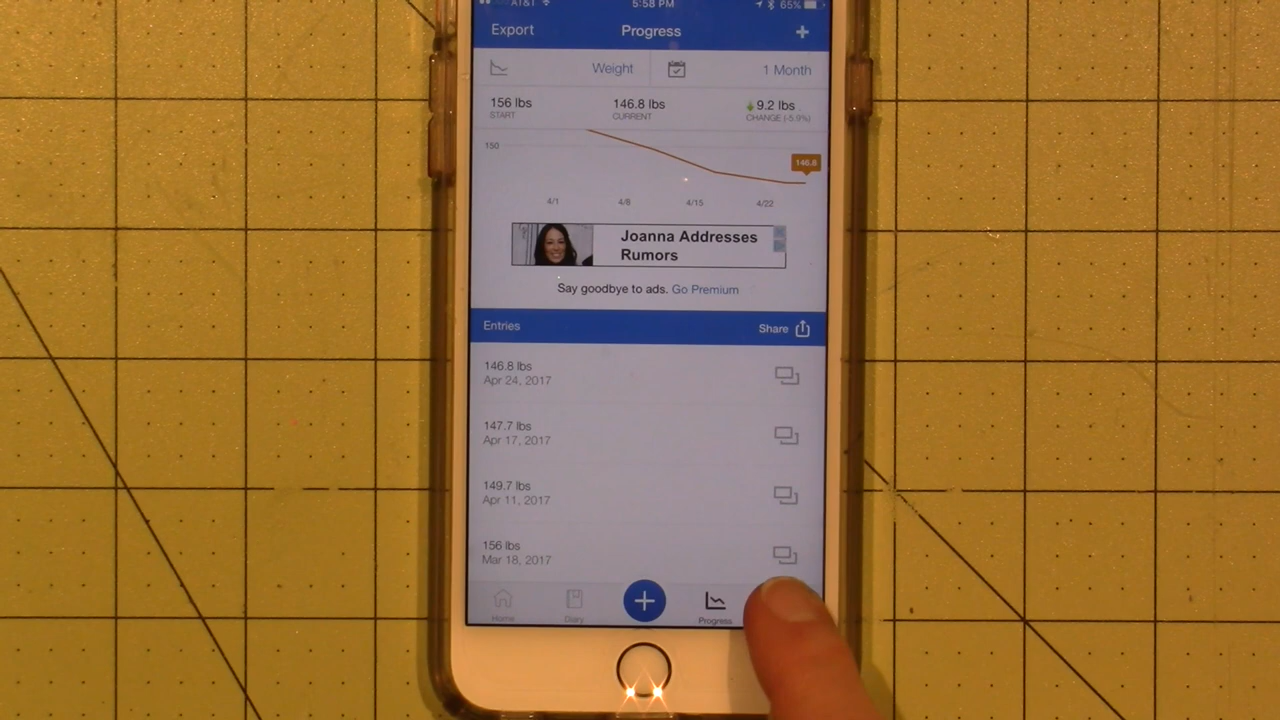 AT&T 5:58 PM 65%
Export Progress
Weight 1 Month
156 lbs 146.8 lbs 9.2 lbs
START CURRENT CHANGE (-5.9%)
150
146.8
4/1 4/8 4/15 4/22
Joanna Addresses
Rumors
Say goodbye to ads. Go Premium
Entries Share
146.8 lbs
Apr 24, 2017
147.7 lbs
Apr 17, 2017
149.7 lbs
Apr 11, 2017
156 lbs
Mar 18, 2017
Home Diary Progress